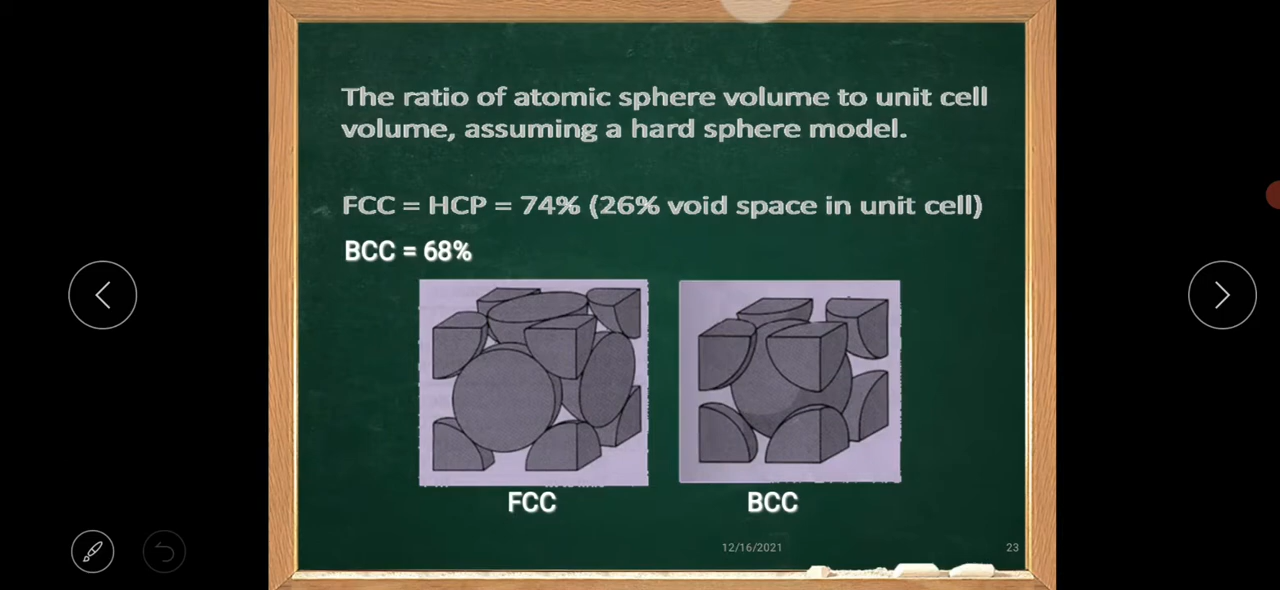 The ratio of atomic sphere volume to unit cell
volume, assuming a hard sphere model.
FCC = HCP = 74% (26% void space in unit cell)
BCC = 68%
FCC
BCC
12/16/2021
23